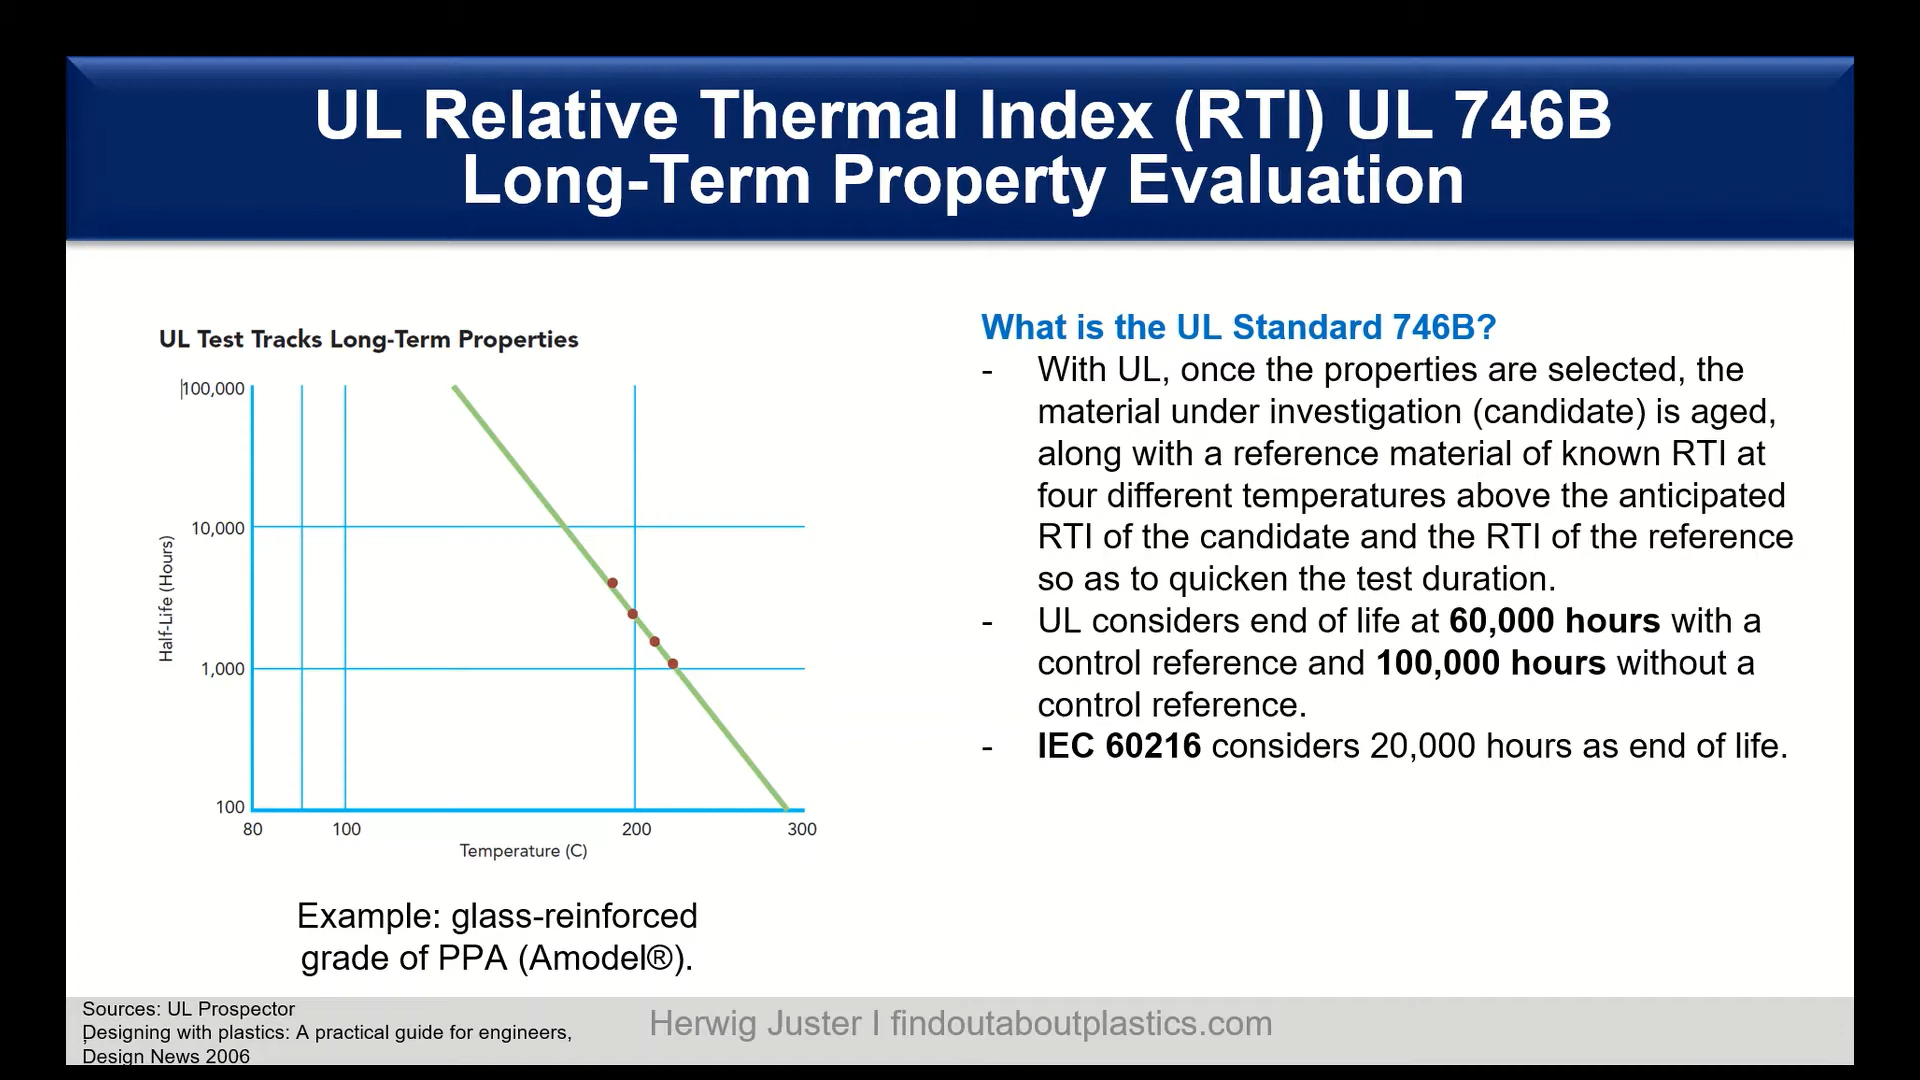 UL Relative Thermal Index (RTI) UL 746B
Long-Term Property Evaluation
UL Test Tracks Long-Term Properties
100,000
10,000
1,000
100
Half-Life (Hours)
80
100
200
300
Temperature (C)
Example: glass-reinforced
grade of PPA (Amodel®).
What is the UL Standard 746B?
- With UL, once the properties are selected, the
material under investigation (candidate) is aged,
along with a reference material of known RTI at
four different temperatures above the anticipated
RTI of the candidate and the RTI of the reference
so as to quicken the test duration.
- UL considers end of life at 60,000 hours with a
control reference and 100,000 hours without a
control reference.
- IEC 60216 considers 20,000 hours as end of life.
Sources: UL Prospector
Designing with plastics: A practical guide for engineers,
Design News 2006
Herwig Juster I findoutaboutplastics.com